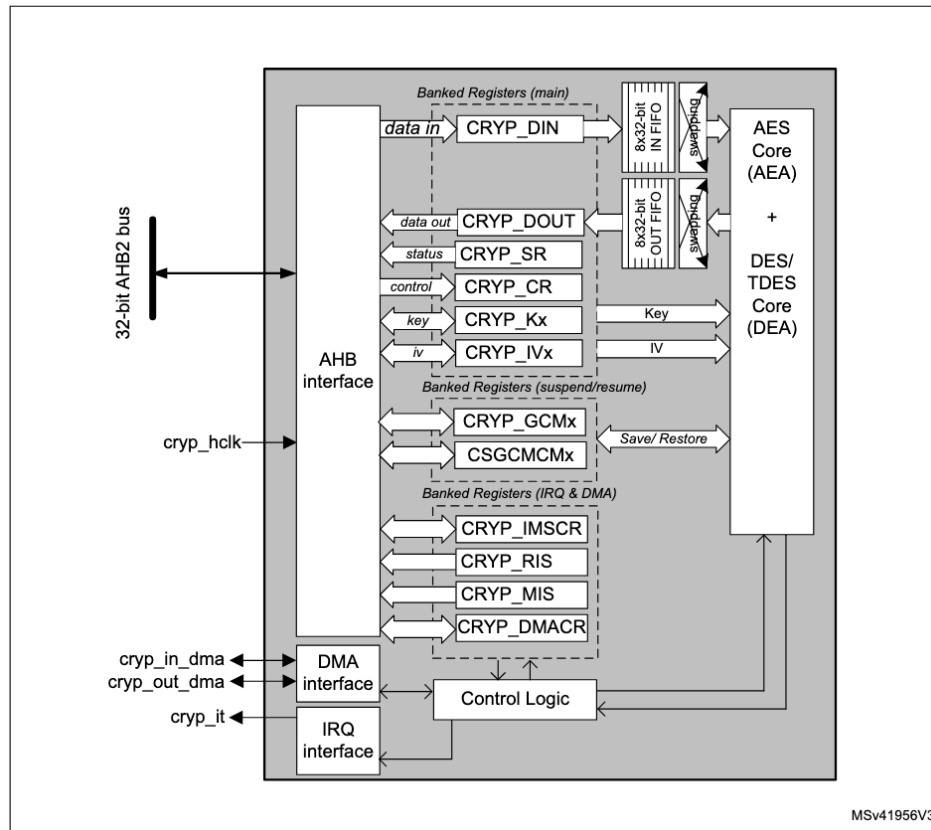 Banked Registers (main)
data in
CRYP_DIN
8x32-bit
IN FIFO
swapping
AES
Core
(AEA)
+
DES/
TDES
Core
(DEA)
data out
CRYP_DOUT
8x32-bit
OUT FIFO
swapping
status
CRYP_SR
control
CRYP_CR
key
CRYP_Kx
Key
iv
CRYP_IVx
IV
32-bit AHB2 bus
AHB
interface
Banked Registers (suspend/resume)
CRYP_GCMx
CSGCMCMx
Save/ Restore
cryp_hclk
Banked Registers (IRQ & DMA)
CRYP_IMSCR
CRYP_RIS
CRYP_MIS
CRYP_DMACR
cryp_in_dma
cryp_out_dma
DMA
interface
Control Logic
cryp_it
IRQ
interface
MSv41956V3